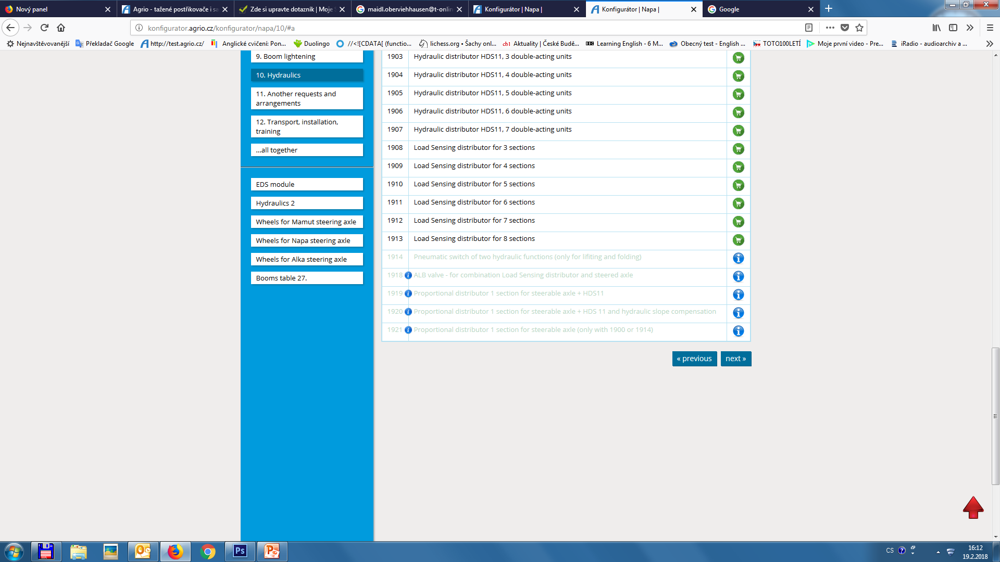 Nový panel
Agrio - tažené postřikovače i sa
Zde si upravte dotazník | Moje
maidl.oberviehhausen@t-onlin
Konfigurátor | Napa |
Konfigurátor | Napa |
Google
konfigurator.agrio.cz/konfigurator/napa/10/#a
Nejnavštěvovanější
Překladač Google
http://test.agrio.cz/
Anglické cvičení: Pon...
Duolingo
//<![CDATA[ (functio...
lichess.org • Šachy onl...
Aktuality | České Budě...
Learning English - 6 M...
Obecný test - English ...
TOTO100LETÍ
Moje první video - Pre...
iRadio - audioarchiv a ...
9. Boom lightening
10. Hydraulics
11. Another requests and
arrangements
12. Transport, installation,
training
...all together
EDS module
Hydraulics 2
Wheels for Mamut steering axle
Wheels for Napa steering axle
Wheels for Alka steering axle
Booms table 27.
1903 Hydraulic distributor HDS11, 3 double-acting units
1904 Hydraulic distributor HDS11, 4 double-acting units
1905 Hydraulic distributor HDS11, 5 double-acting units
1906 Hydraulic distributor HDS11, 6 double-acting units
1907 Hydraulic distributor HDS11, 7 double-acting units
1908 Load Sensing distributor for 3 sections
1909 Load Sensing distributor for 4 sections
1910 Load Sensing distributor for 5 sections
1911 Load Sensing distributor for 6 sections
1912 Load Sensing distributor for 7 sections
1913 Load Sensing distributor for 8 sections
1914 Pneumatic switch of two hydraulic functions (only for lifiting and folding)
1918 ALB valve - for combination Load Sensing distributor and steered axle
1919 Proportional distributor 1 section for steerable axle + HDS11
1920 Proportional distributor 1 section for steerable axle + HDS 11 and hydraulic slope compensation
1921 Proportional distributor 1 section for steerable axle (only with 1900 or 1914)
« previous
next »
CS
16:12
19.2.2018